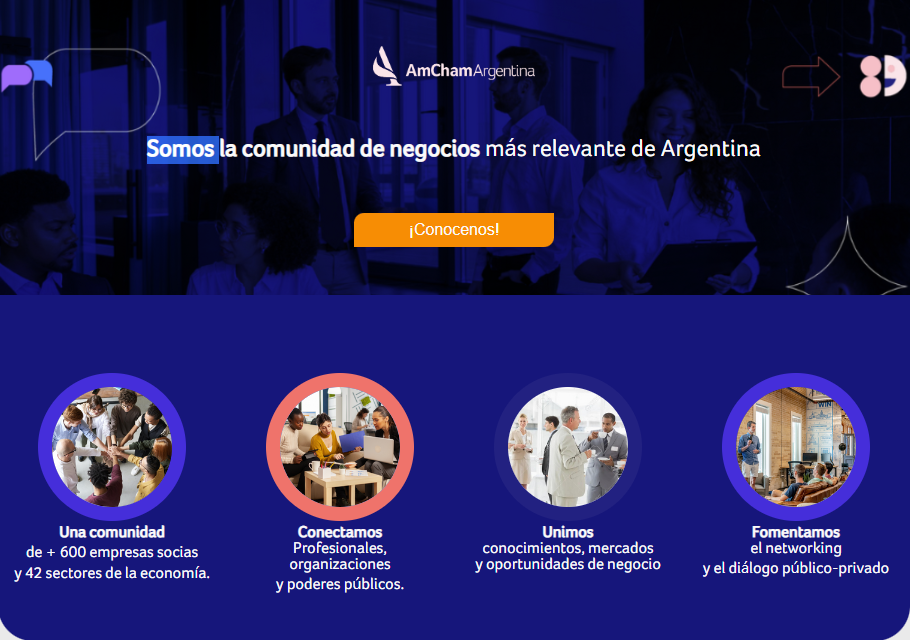 AmChamArgentina
Somos la comunidad de negocios más relevante de Argentina
¡Conocenos!
Una comunidad
de + 600 empresas socias
y 42 sectores de la economía.
Conectamos
Profesionales,
organizaciones
y poderes públicos.
Unimos
conocimientos, mercados
y oportunidades de negocio
Fomentamos
el networking
y el diálogo público-privado